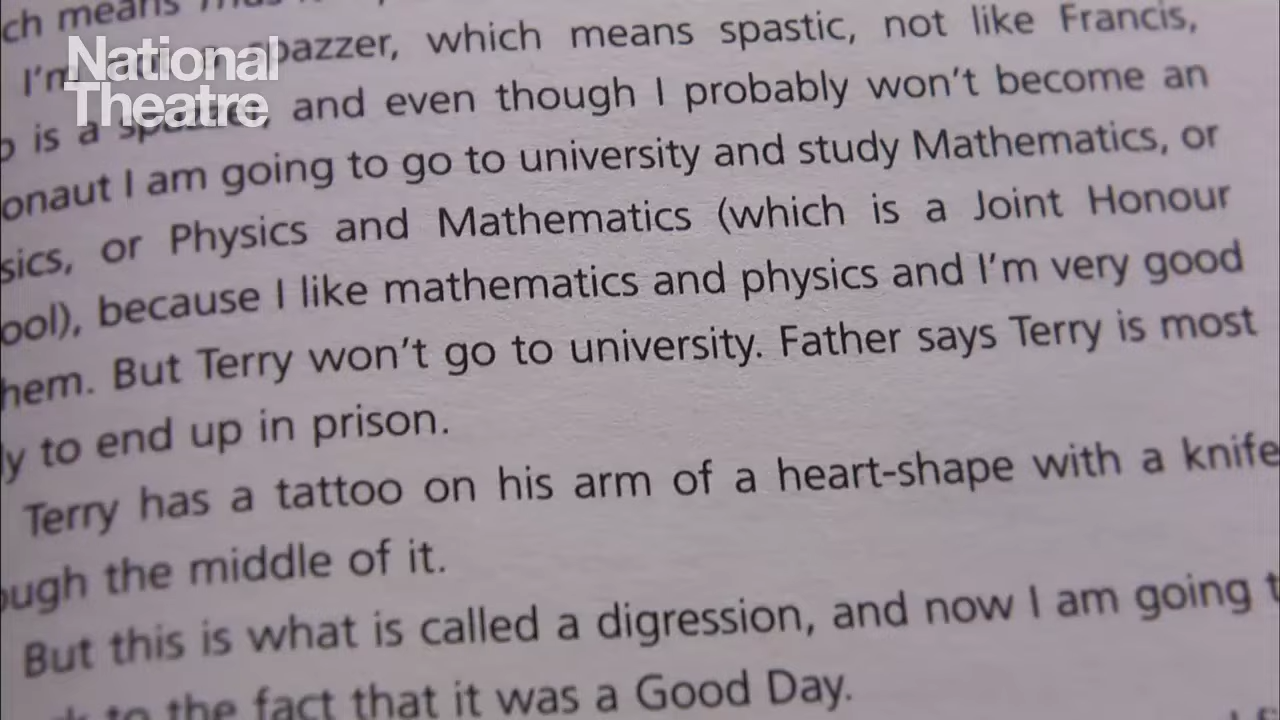 National
Theatre
ch means
I'm spazzer, which means spastic, not like Francis,
o is a spazzer, and even though I probably won't become an
onaut I am going to go to university and study Mathematics, or
sics, or Physics and Mathematics (which is a Joint Honour
ool), because I like mathematics and physics and I'm very good
hem. But Terry won't go to university. Father says Terry is most
ly to end up in prison.
Terry has a tattoo on his arm of a heart-shape with a knife
ough the middle of it.
But this is what is called a digression, and now I am going t
to the fact that it was a Good Day.